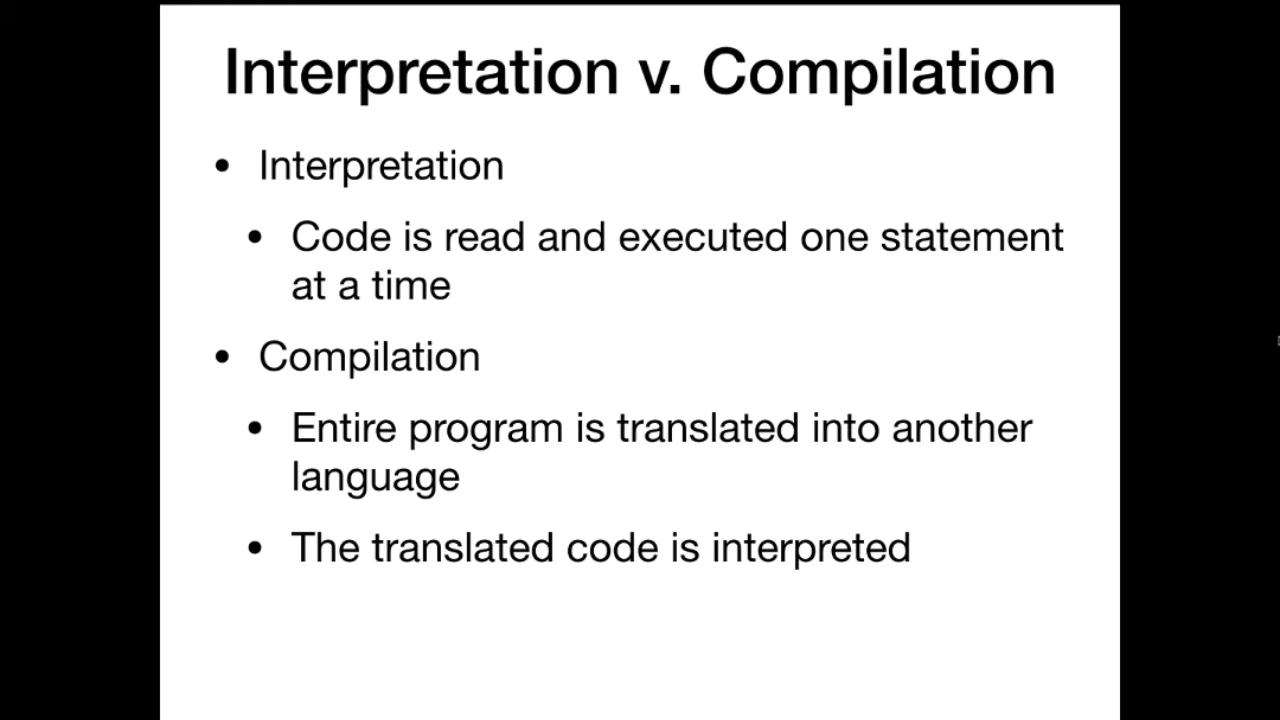 Interpretation v. Compilation
• Interpretation
• Code is read and executed one statement
at a time
• Compilation
• Entire program is translated into another
language
• The translated code is interpreted